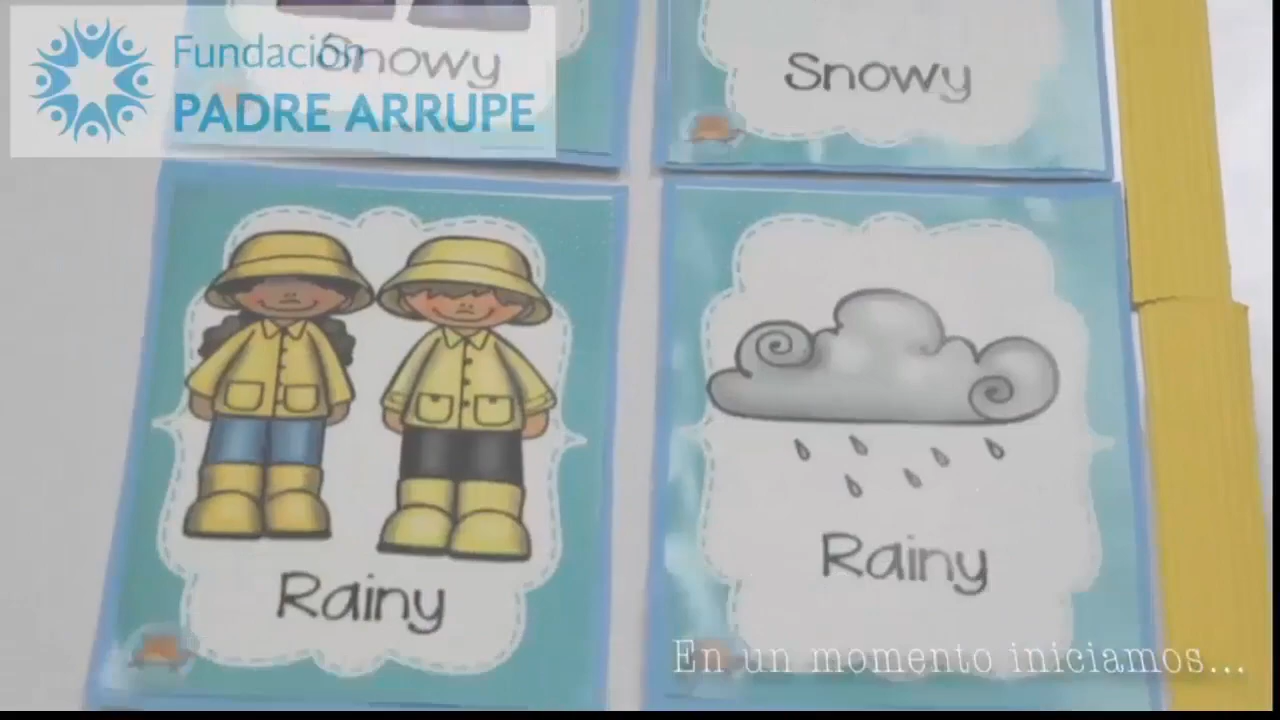 Fundación
PADRE ARRUPE
Snowy
Snowy
Rainy
Rainy
En un momento iniciamos...